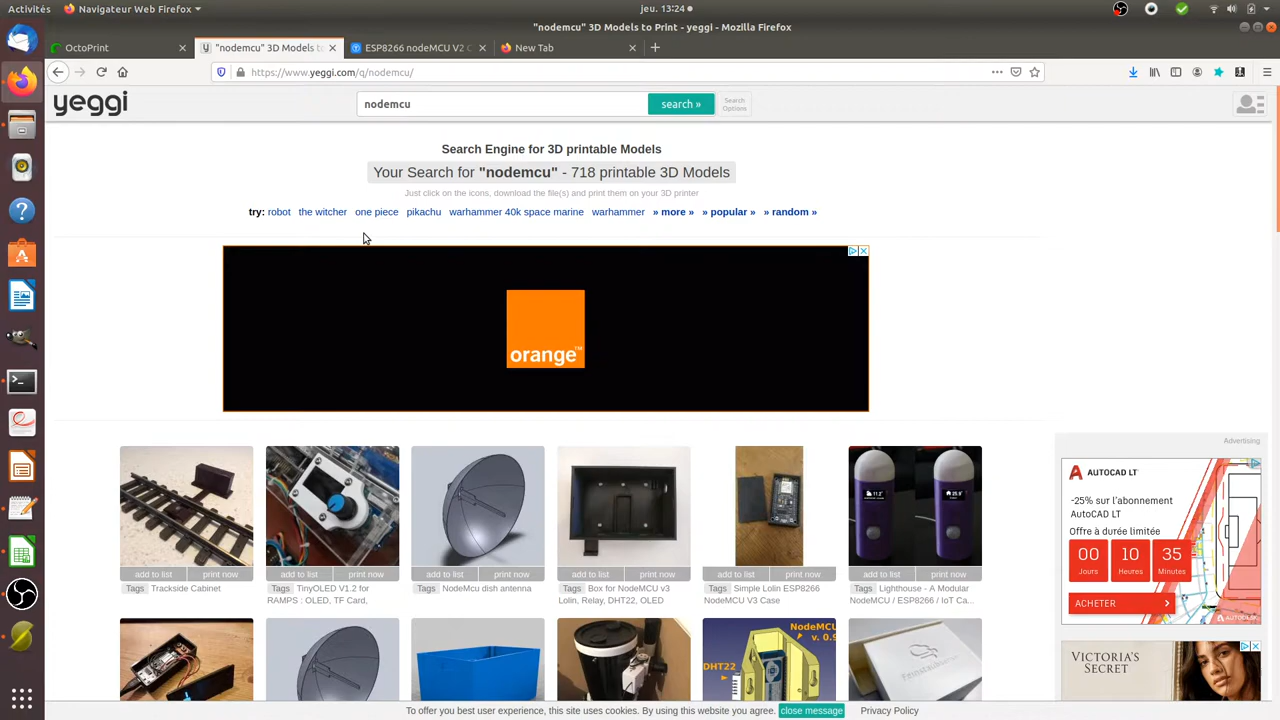 Activités
Firefox Web Browser
jeu. 13:24
"nodemcu" 3D Models to Print - yeggi - Mozilla Firefox
OctoPrint
"nodemcu" 3D Models to
ESP8266 nodeMCU V2 C
New Tab
https://www.yeggi.com/q/nodemcu/
yeggi
nodemcu
search »
Search
Options
Search Engine for 3D printable Models
Your Search for "nodemcu" - 718 printable 3D Models
Just click on the icons, download the file(s) and print them on your 3D printer
try: robot the witcher one piece pikachu warhammer 40k space marine warhammer » more » » popular » » random »
orange™
Advertising
AUTOCAD LT
-25% sur l'abonnement
AutoCAD LT
Offre à durée limitée
00 10 35
Jours Heures Minutes
ACHETER
AUTODESK
11.2°
25.9°
add to list print now add to list print now add to list print now add to list print now add to list print now add to list print now
Tags Trackside Cabinet
Tags TinyOLED V1.2 for
RAMPS : OLED, TF Card,
Tags NodeMcu dish antenna
Tags Box for NodeMCU v3
Lolin, Relay, DHT22, OLED
Tags Simple Lolin ESP8266
NodeMCU V3 Case
Tags Lighthouse - A Modular
NodeMCU / ESP8266 / IoT Ca...
NodeMCU
v. 0.9
DHT22
VICTORIA'S
SECRET
To offer you best user experience, this site uses cookies. By using this website you agree. close message Privacy Policy